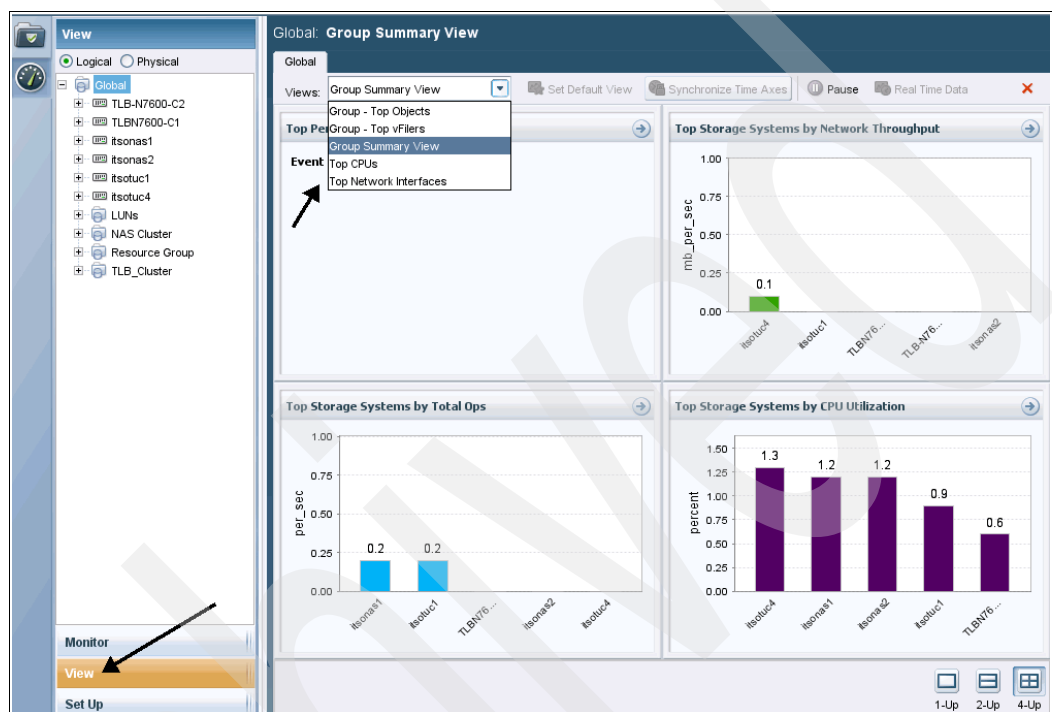 View
Logical Physical
Global
TLB-N7600-C2
TLBN7600-C1
itsonas1
itsonas2
itsotuc1
itsotuc4
LUNs
NAS Cluster
Resource Group
TLB_Cluster
Monitor
View
Set Up
Global: Group Summary View
Global
Views: Group Summary View Set Default View Synchronize Time Axes Pause Real Time Data
Group - Top Objects
Group - Top vFilers
Group Summary View
Top CPUs
Top Network Interfaces
Top Per
Event
Top Storage Systems by Network Throughput
mb_per_sec
1.00
0.75
0.50
0.25
0.00
0.1
itsotuc4 itsotuc1 TLBN76... TLB-N76... itsonas2
Top Storage Systems by Total Ops
per_sec
1.00
0.75
0.50
0.25
0.00
0.2 0.2
itsonas1 itsotuc1 TLBN76... itsonas2 itsotuc4
Top Storage Systems by CPU Utilization
percent
1.50
1.25
1.00
0.75
0.50
0.25
0.00
1.3 1.2 1.2 0.9 0.6
itsotuc4 itsonas1 itsonas2 itsotuc1 TLBN76...
1-Up 2-Up 4-Up